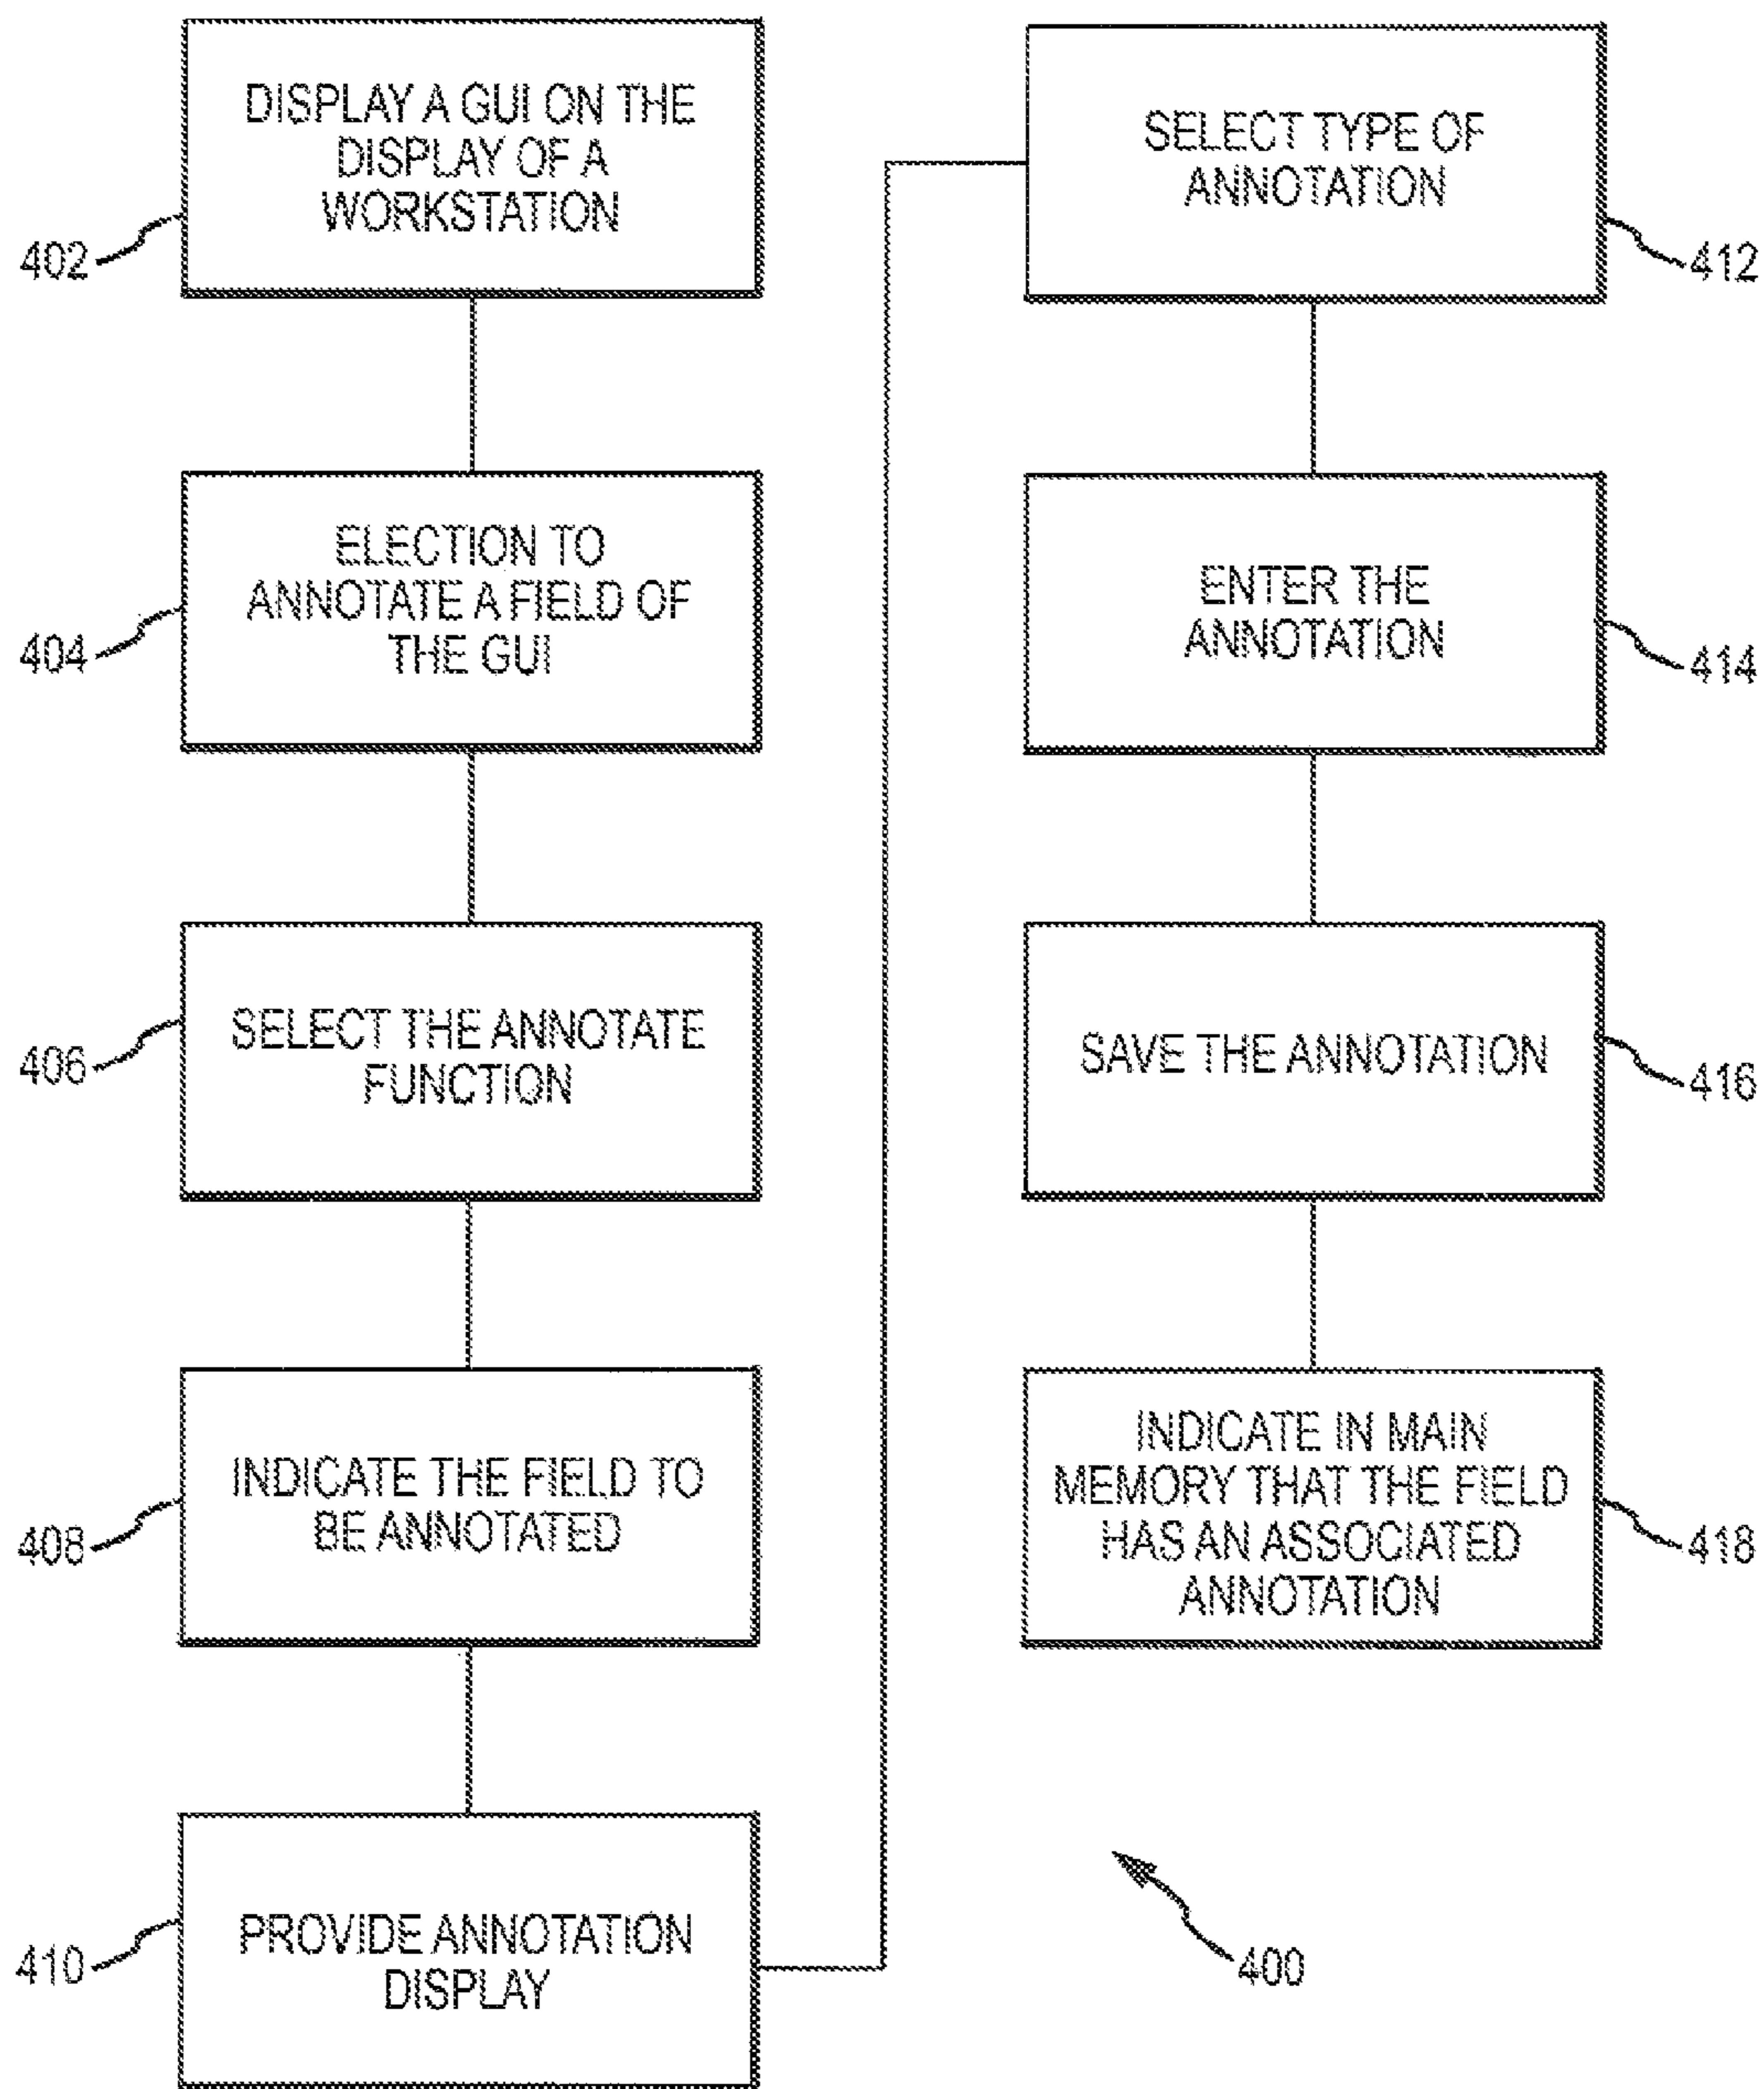 DISPLAY A GUI ON THE
DISPLAY OF A
WORKSTATION
402
ELECTION TO
ANNOTATE A FIELD OF
THE GUI
404
SELECT THE ANNOTATE
FUNCTION
406
INDICATE THE FIELD TO
BE ANNOTATED
408
PROVIDE ANNOTATION
DISPLAY
410
SELECT TYPE OF
ANNOTATION
412
ENTER THE
ANNOTATION
414
SAVE THE ANNOTATION
416
INDICATE IN MAIN
MEMORY THAT THE FIELD
HAS AN ASSOCIATED
ANNOTATION
418
400